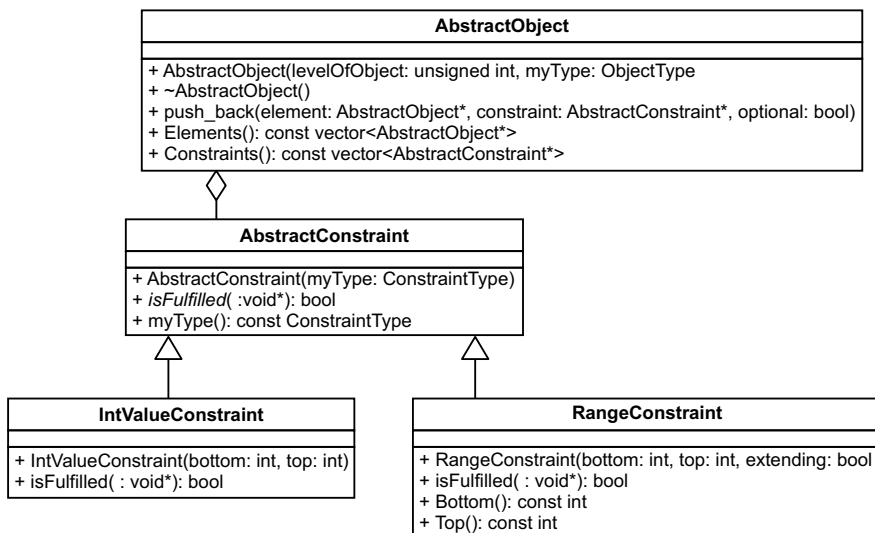 AbstractObject
+ AbstractObject(levelOfObject: unsigned int, myType: ObjectType
+ ~AbstractObject()
+ push_back(element: AbstractObject*, constraint: AbstractConstraint*, optional: bool)
+ Elements(): const vector<AbstractObject*>
+ Constraints(): const vector<AbstractConstraint*>
AbstractConstraint
+ AbstractConstraint(myType: ConstraintType)
+ isFulfilled( :void*): bool
+ myType(): const ConstraintType
IntValueConstraint
+ IntValueConstraint(bottom: int, top: int)
+ isFulfilled( : void*): bool
RangeConstraint
+ RangeConstraint(bottom: int, top: int, extending: bool
+ isFulfilled( : void*): bool
+ Bottom(): const int
+ Top(): const int